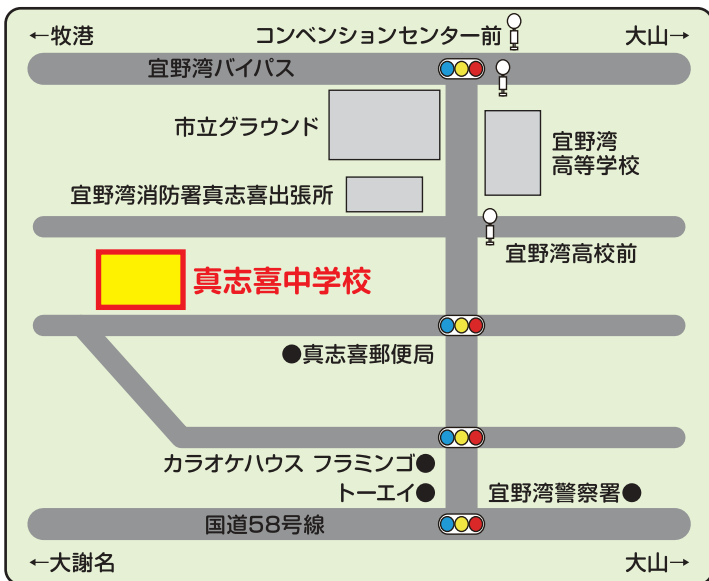 ←牧港
コンベンションセンター前
大山→
宜野湾バイパス
市立グラウンド
宜野湾
高等学校
宜野湾消防署真志喜出張所
宜野湾高校前
真志喜中学校
●真志喜郵便局
カラオケハウス フラミンゴ●
トーエイ●
宜野湾警察署●
国道58号線
←大謝名
大山→